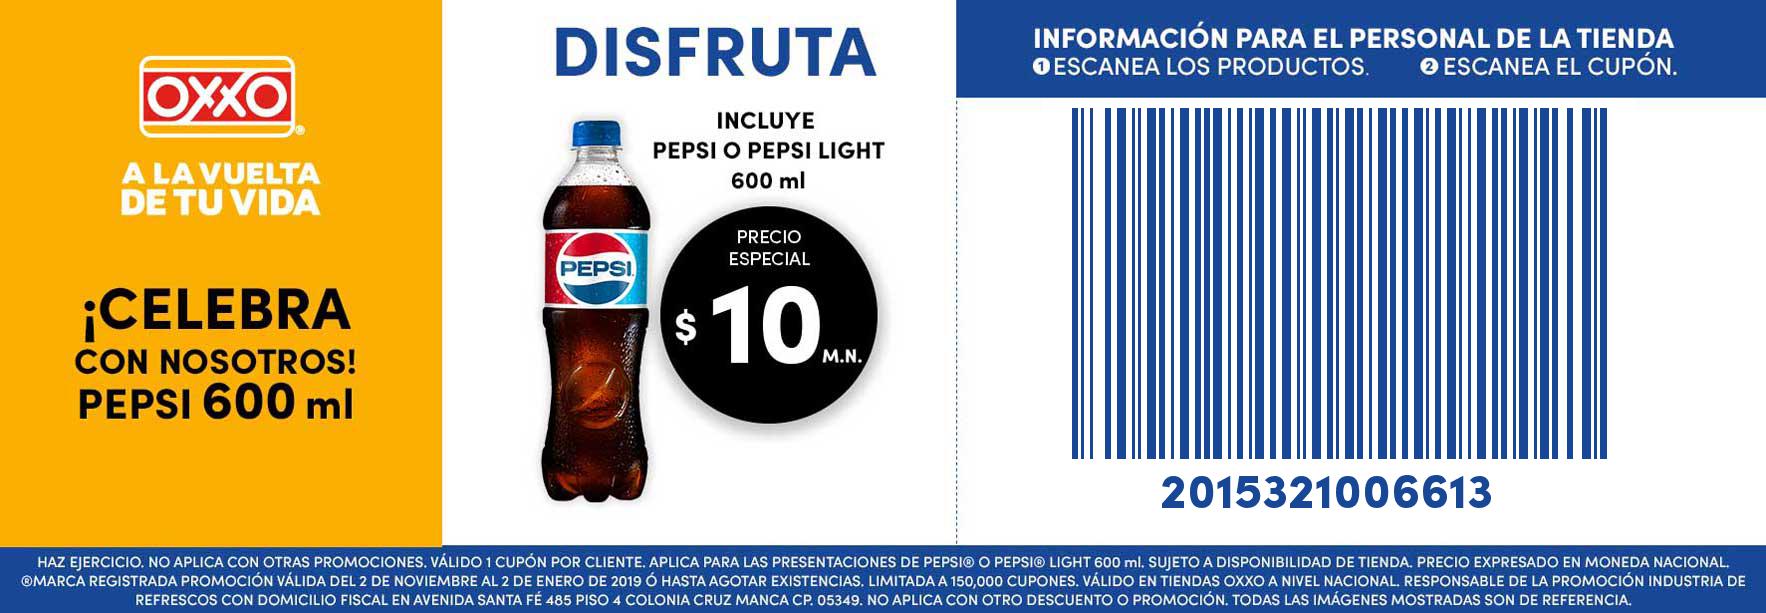 OXXO®
A LA VUELTA
DE TU VIDA
¡CELEBRA
CON NOSOTROS!
PEPSI 600 ml
DISFRUTA
INCLUYE
PEPSI O PEPSI LIGHT
600 ml
PEPSI
PRECIO
ESPECIAL
$ 10 M.N.
INFORMACIÓN PARA EL PERSONAL DE LA TIENDA
1 ESCANEA LOS PRODUCTOS. 2 ESCANEA EL CUPÓN.
2015321006613
HAZ EJERCICIO. NO APLICA CON OTRAS PROMOCIONES. VÁLIDO 1 CUPÓN POR CLIENTE. APLICA PARA LAS PRESENTACIONES DE PEPSI® O PEPSI® LIGHT 600 ml. SUJETO A DISPONIBILIDAD DE TIENDA. PRECIO EXPRESADO EN MONEDA NACIONAL.
®MARCA REGISTRADA PROMOCIÓN VÁLIDA DEL 2 DE NOVIEMBRE AL 2 DE ENERO DE 2019 Ó HASTA AGOTAR EXISTENCIAS. LIMITADA A 150,000 CUPONES. VÁLIDO EN TIENDAS OXXO A NIVEL NACIONAL. RESPONSABLE DE LA PROMOCIÓN INDUSTRIA DE
REFRESCOS CON DOMICILIO FISCAL EN AVENIDA SANTA FÉ 485 PISO 4 COLONIA CRUZ MANCA CP. 05349. NO APLICA CON OTRO DESCUENTO O PROMOCIÓN. TODAS LAS IMÁGENES MOSTRADAS SON DE REFERENCIA.